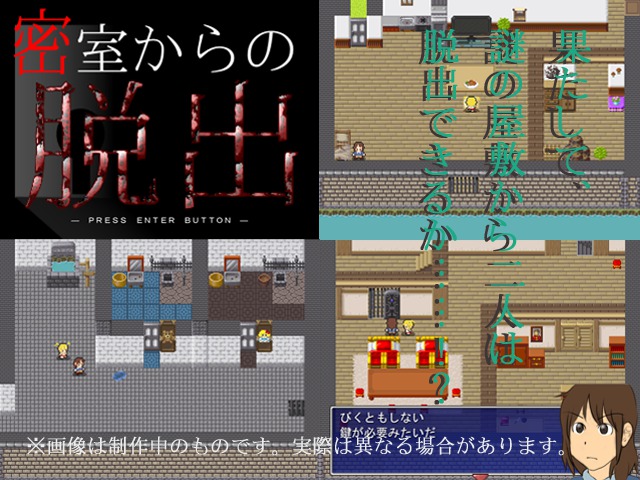 密室からの
脱出
― PRESS ENTER BUTTON ―
果たして、
謎の屋敷から二人は
脱出できるか……！？
びくともしない
鍵が必要みたいだ
※画像は制作中のものです。実際は異なる場合があります。